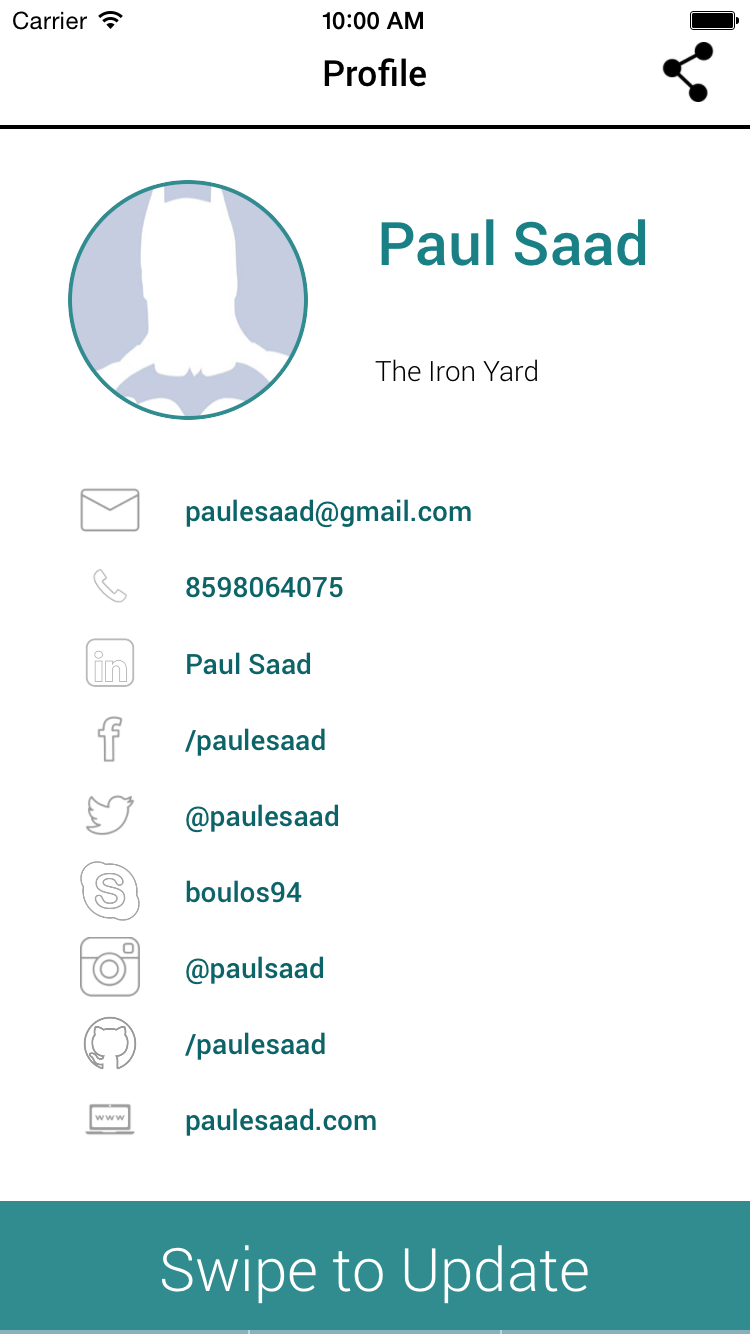 Carrier 10:00 AM
Profile
Paul Saad
The Iron Yard
paulesaad@gmail.com
8598064075
in Paul Saad
f /paulesaad
@paulesaad
S boulos94
@paulsaad
/paulesaad
www paulesaad.com
Swipe to Update